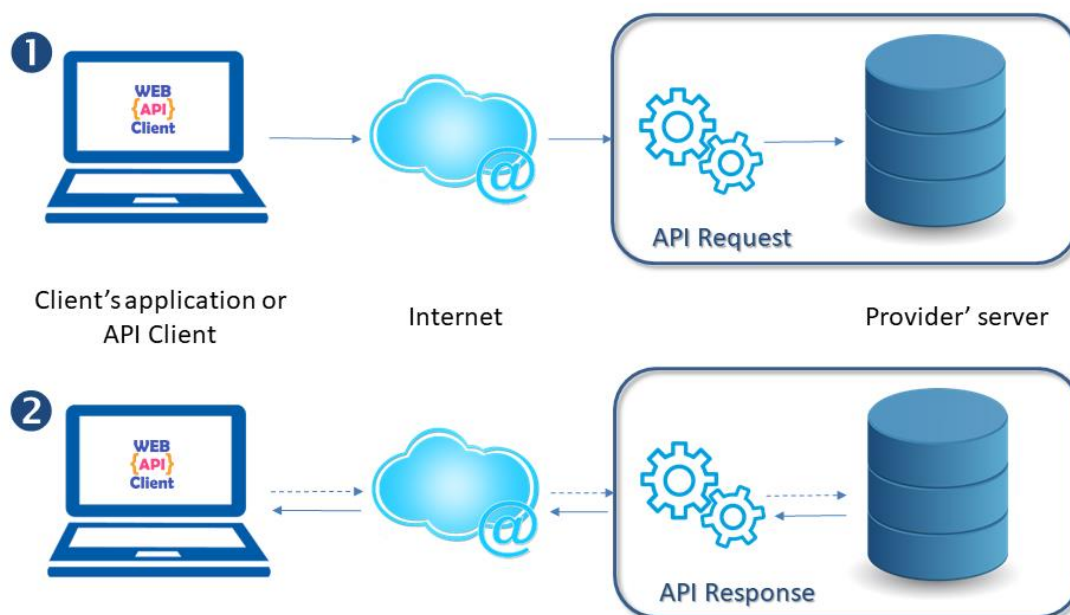 1
WEB
{API}
Client
@
API Request
Client's application or
API Client
Internet
Provider' server
2
WEB
{API}
Client
@
API Response